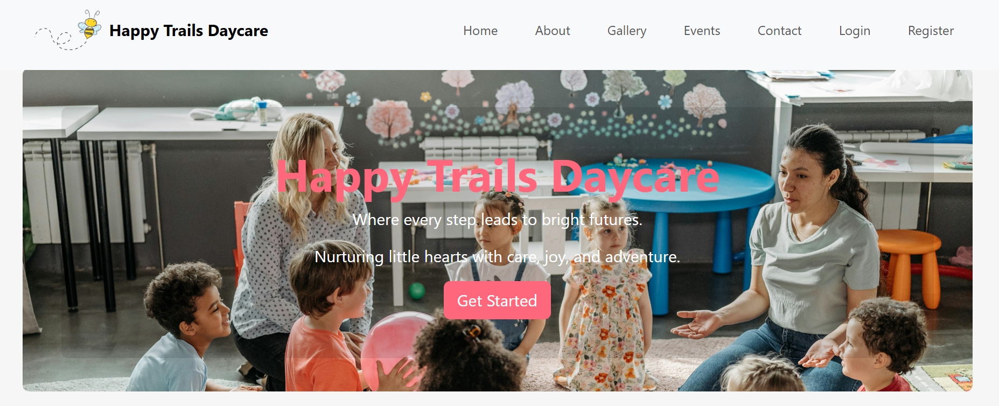 Happy Trails Daycare
Home About Gallery Events Contact Login Register
Happy Trails Daycare
Where every step leads to bright futures.
Nurturing little hearts with care, joy, and adventure.
Get Started